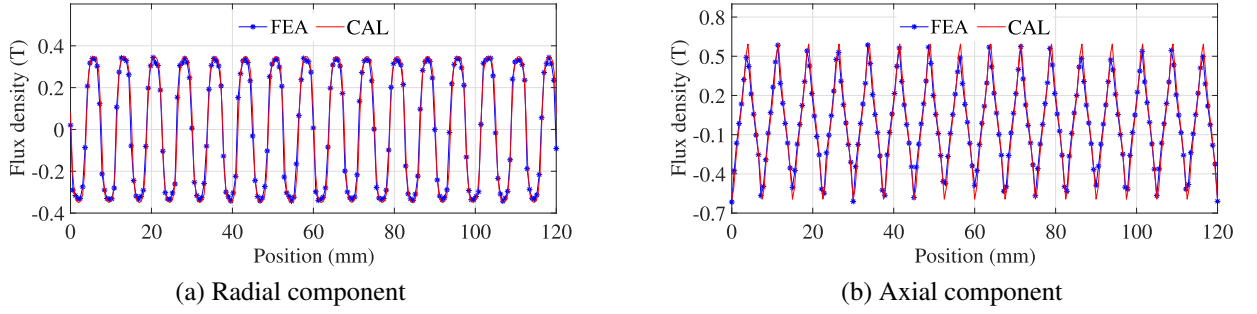 FEA CAL
Flux density (T)
0.4
0.2
0
-0.2
-0.4
0 20 40 60 80 100 120
Position (mm)
(a) Radial component
FEA CAL
Flux density (T)
0.8
0.5
0.2
-0.1
-0.4
-0.7
0 20 40 60 80 100 120
Position (mm)
(b) Axial component